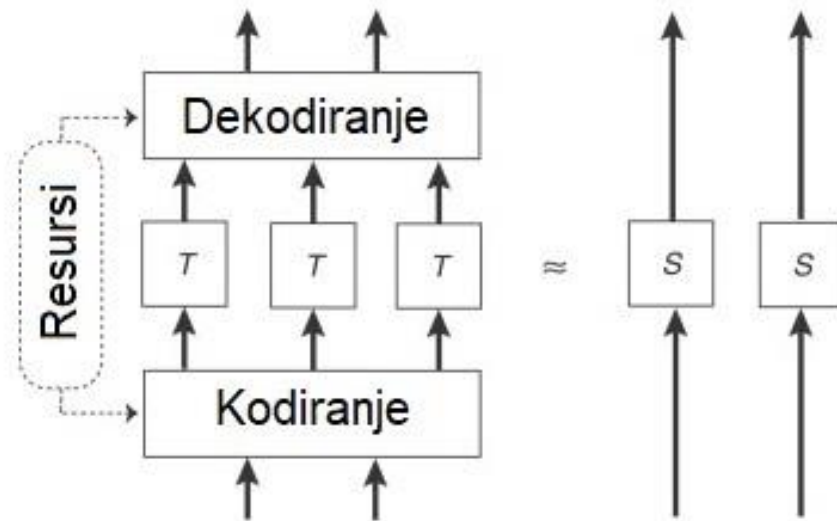 Dekodiranje
Resursi
T T T ≈ S S
Kodiranje